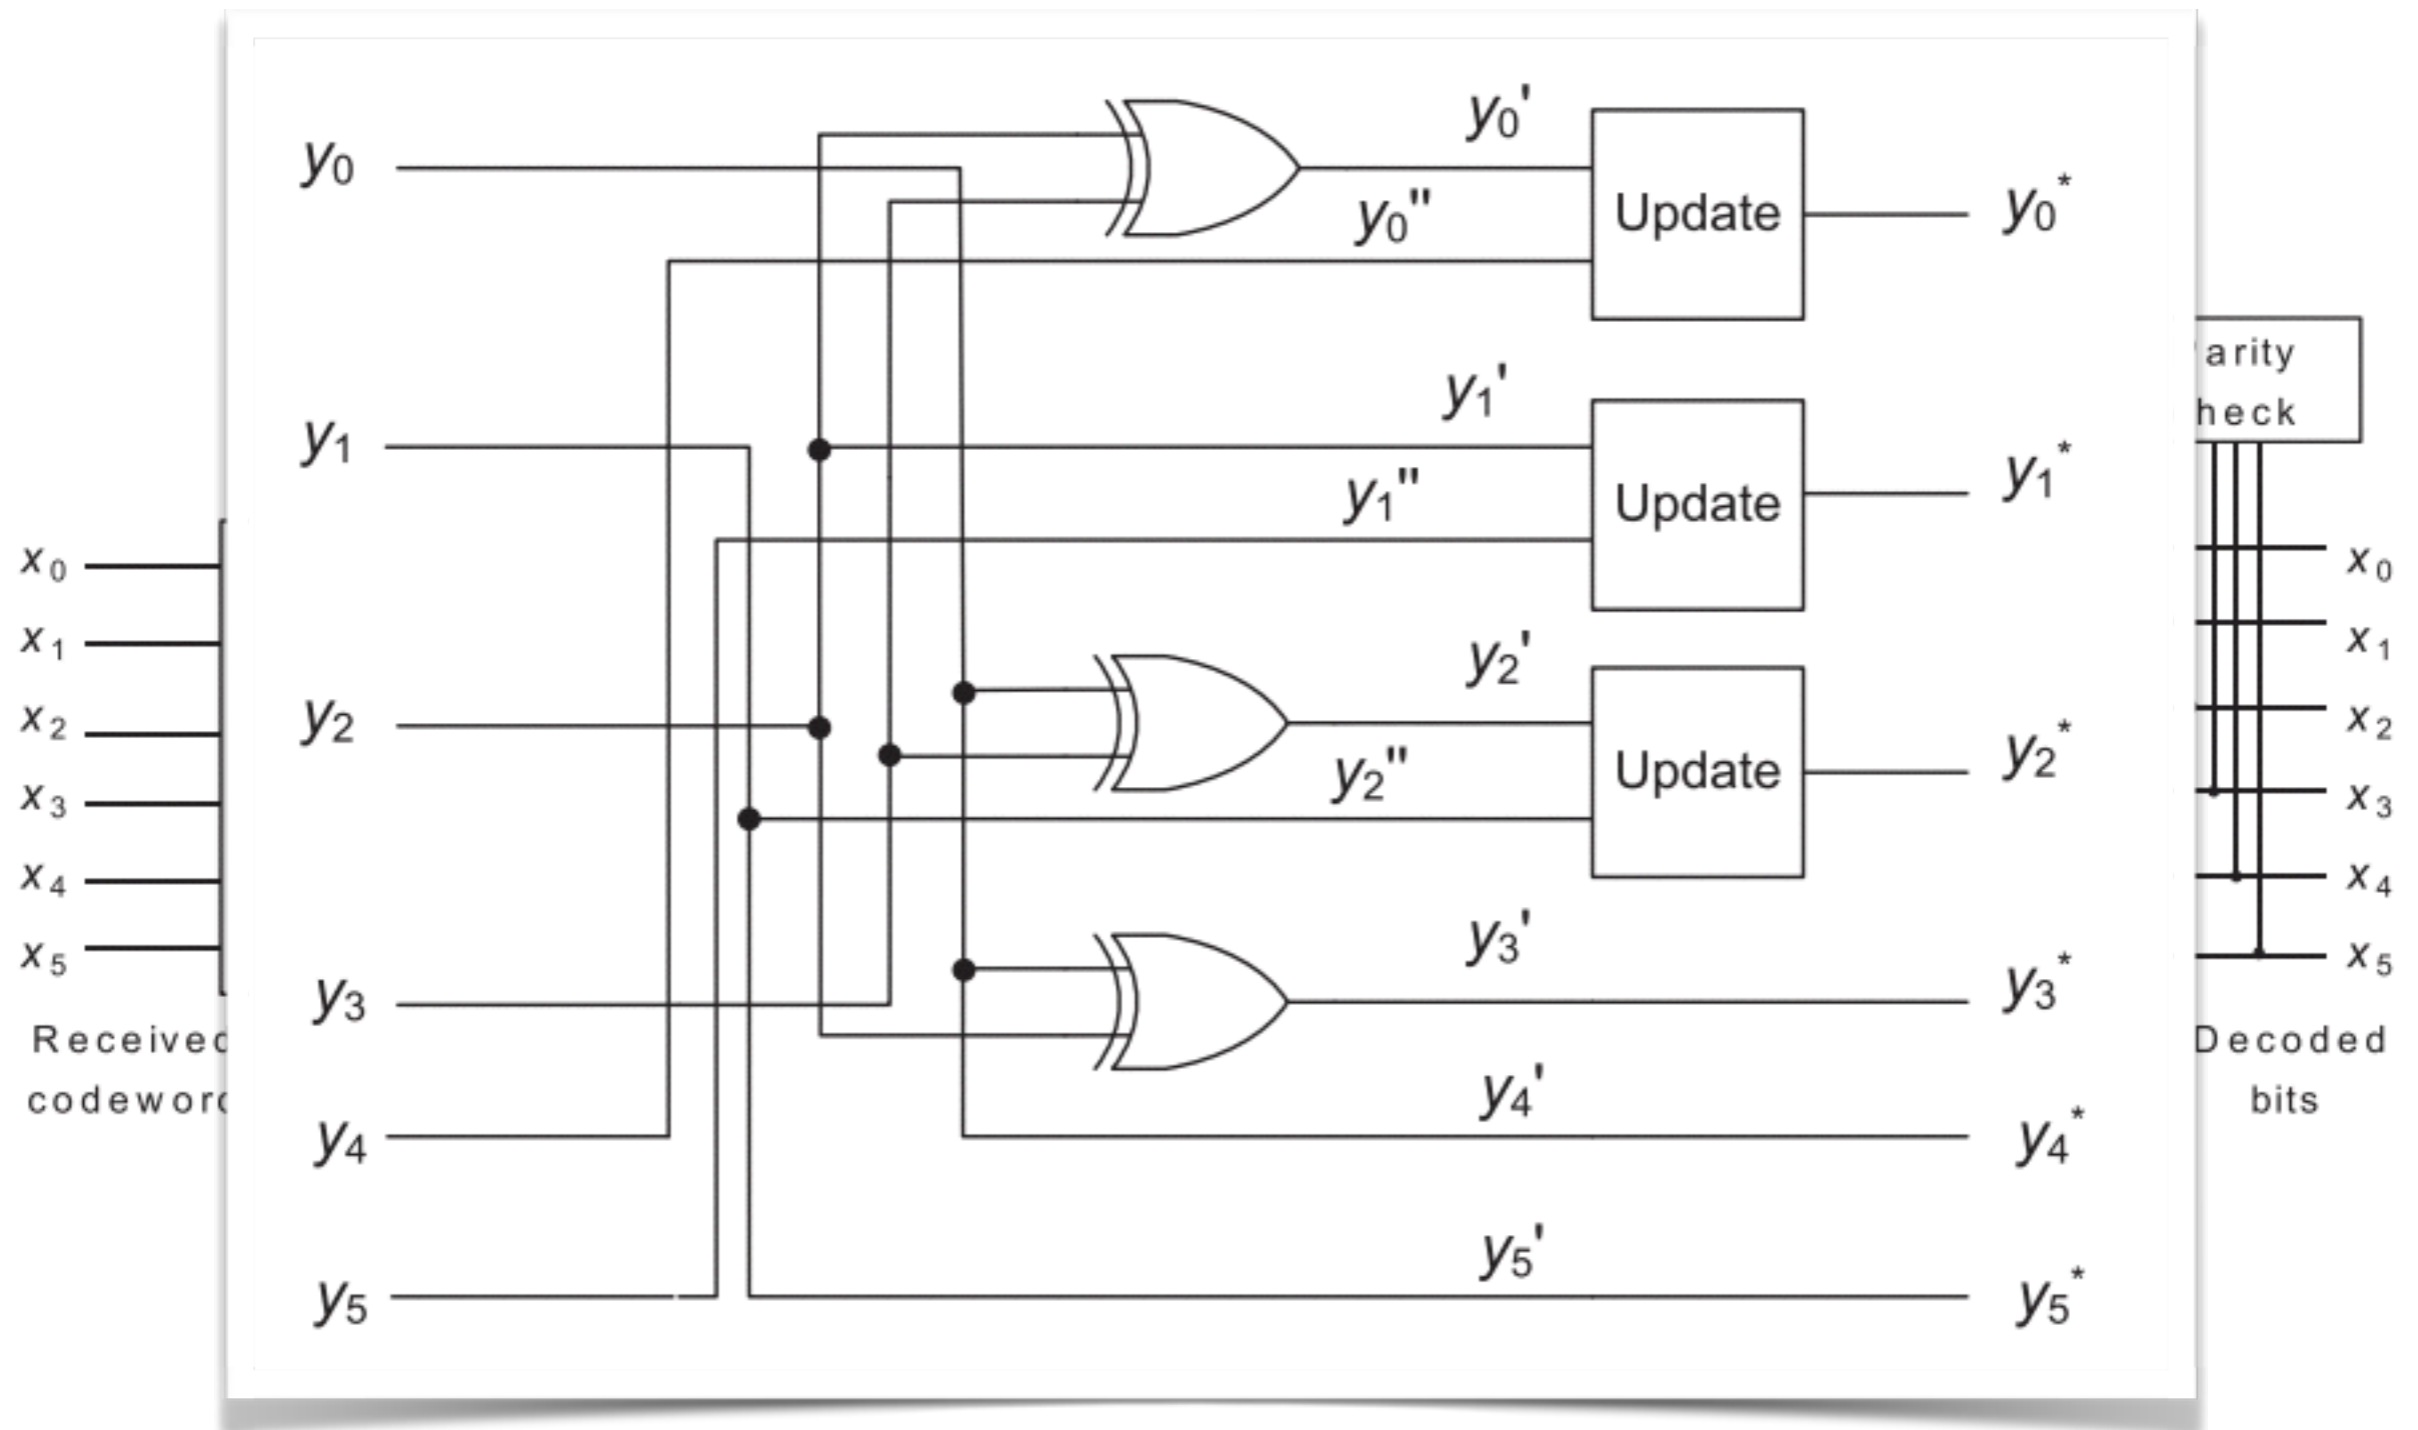 y0
y1
y2
y3
y4
y5
y0'
y0"
Update
y0*
y1'
y1"
Update
y1*
y2'
y2"
Update
y2*
y3'
y3*
y4'
y4*
y5'
y5*
x0
x1
x2
x3
x4
x5
Received
codeword
arity
heck
x0
x1
x2
x3
x4
x5
Decoded
bits